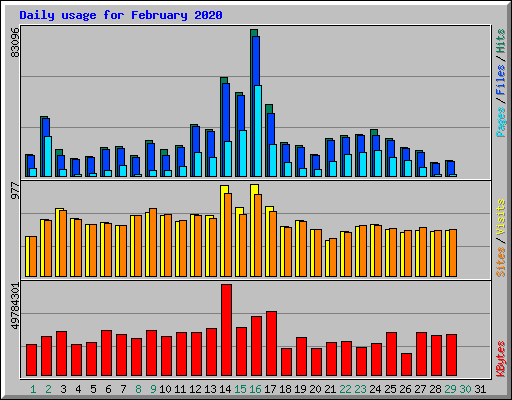 Daily usage for February 2020
83096
Pages / Files / Hits
977
Sites / Visits
49784301
KBytes
1 2 3 4 5 6 7 8 9 10 11 12 13 14 15 16 17 18 19 20 21 22 23 24 25 26 27 28 29 30 31